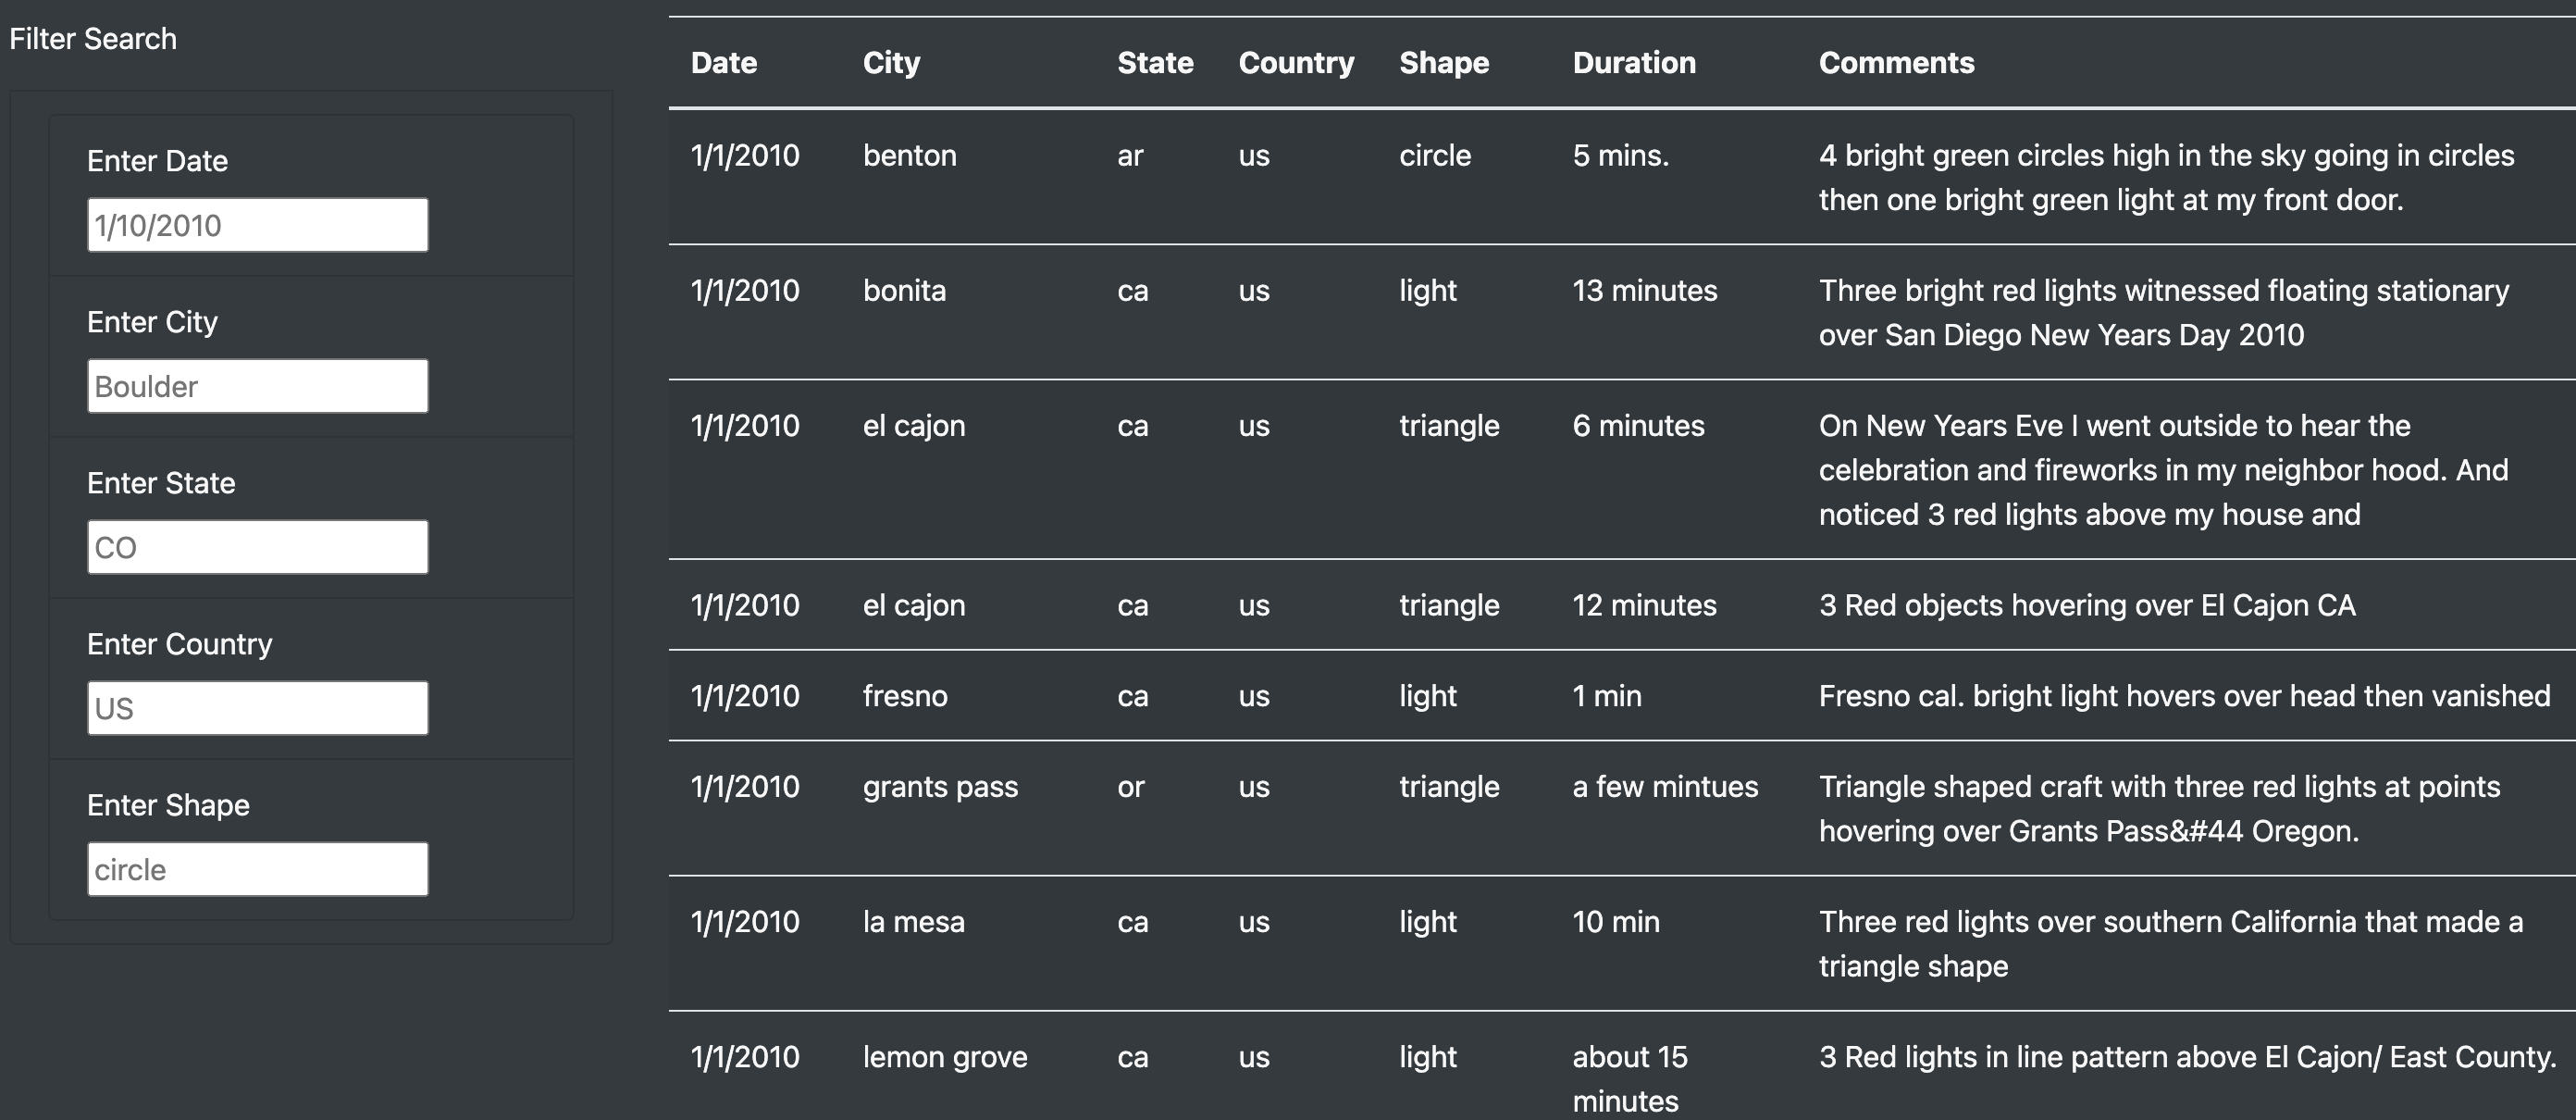 Filter Search
Enter Date
1/10/2010
Enter City
Boulder
Enter State
CO
Enter Country
US
Enter Shape
circle
Date City State Country Shape Duration Comments
1/1/2010 benton ar us circle 5 mins. 4 bright green circles high in the sky going in circles
then one bright green light at my front door.
1/1/2010 bonita ca us light 13 minutes Three bright red lights witnessed floating stationary
over San Diego New Years Day 2010
1/1/2010 el cajon ca us triangle 6 minutes On New Years Eve I went outside to hear the
celebration and fireworks in my neighbor hood. And
noticed 3 red lights above my house and
1/1/2010 el cajon ca us triangle 12 minutes 3 Red objects hovering over El Cajon CA
1/1/2010 fresno ca us light 1 min Fresno cal. bright light hovers over head then vanished
1/1/2010 grants pass or us triangle a few mintues Triangle shaped craft with three red lights at points
hovering over Grants Pass&#44 Oregon.
1/1/2010 la mesa ca us light 10 min Three red lights over southern California that made a
triangle shape
1/1/2010 lemon grove ca us light about 15 3 Red lights in line pattern above El Cajon/ East County.
minutes